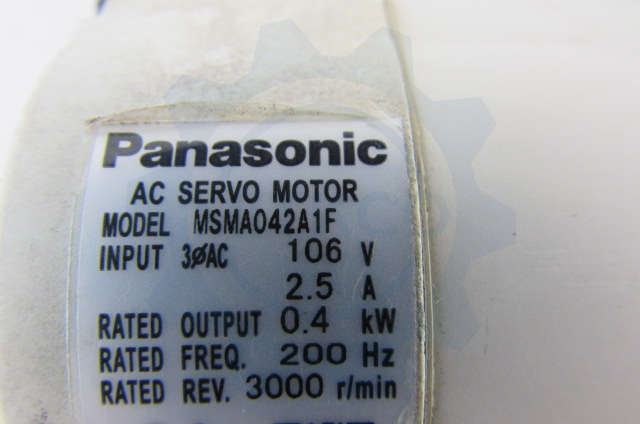 Panasonic
AC SERVO MOTOR
MODEL MSMA042A1F
INPUT 3øAC 106 V
2.5 A
RATED OUTPUT 0.4 kW
RATED FREQ. 200 Hz
RATED REV. 3000 r/min